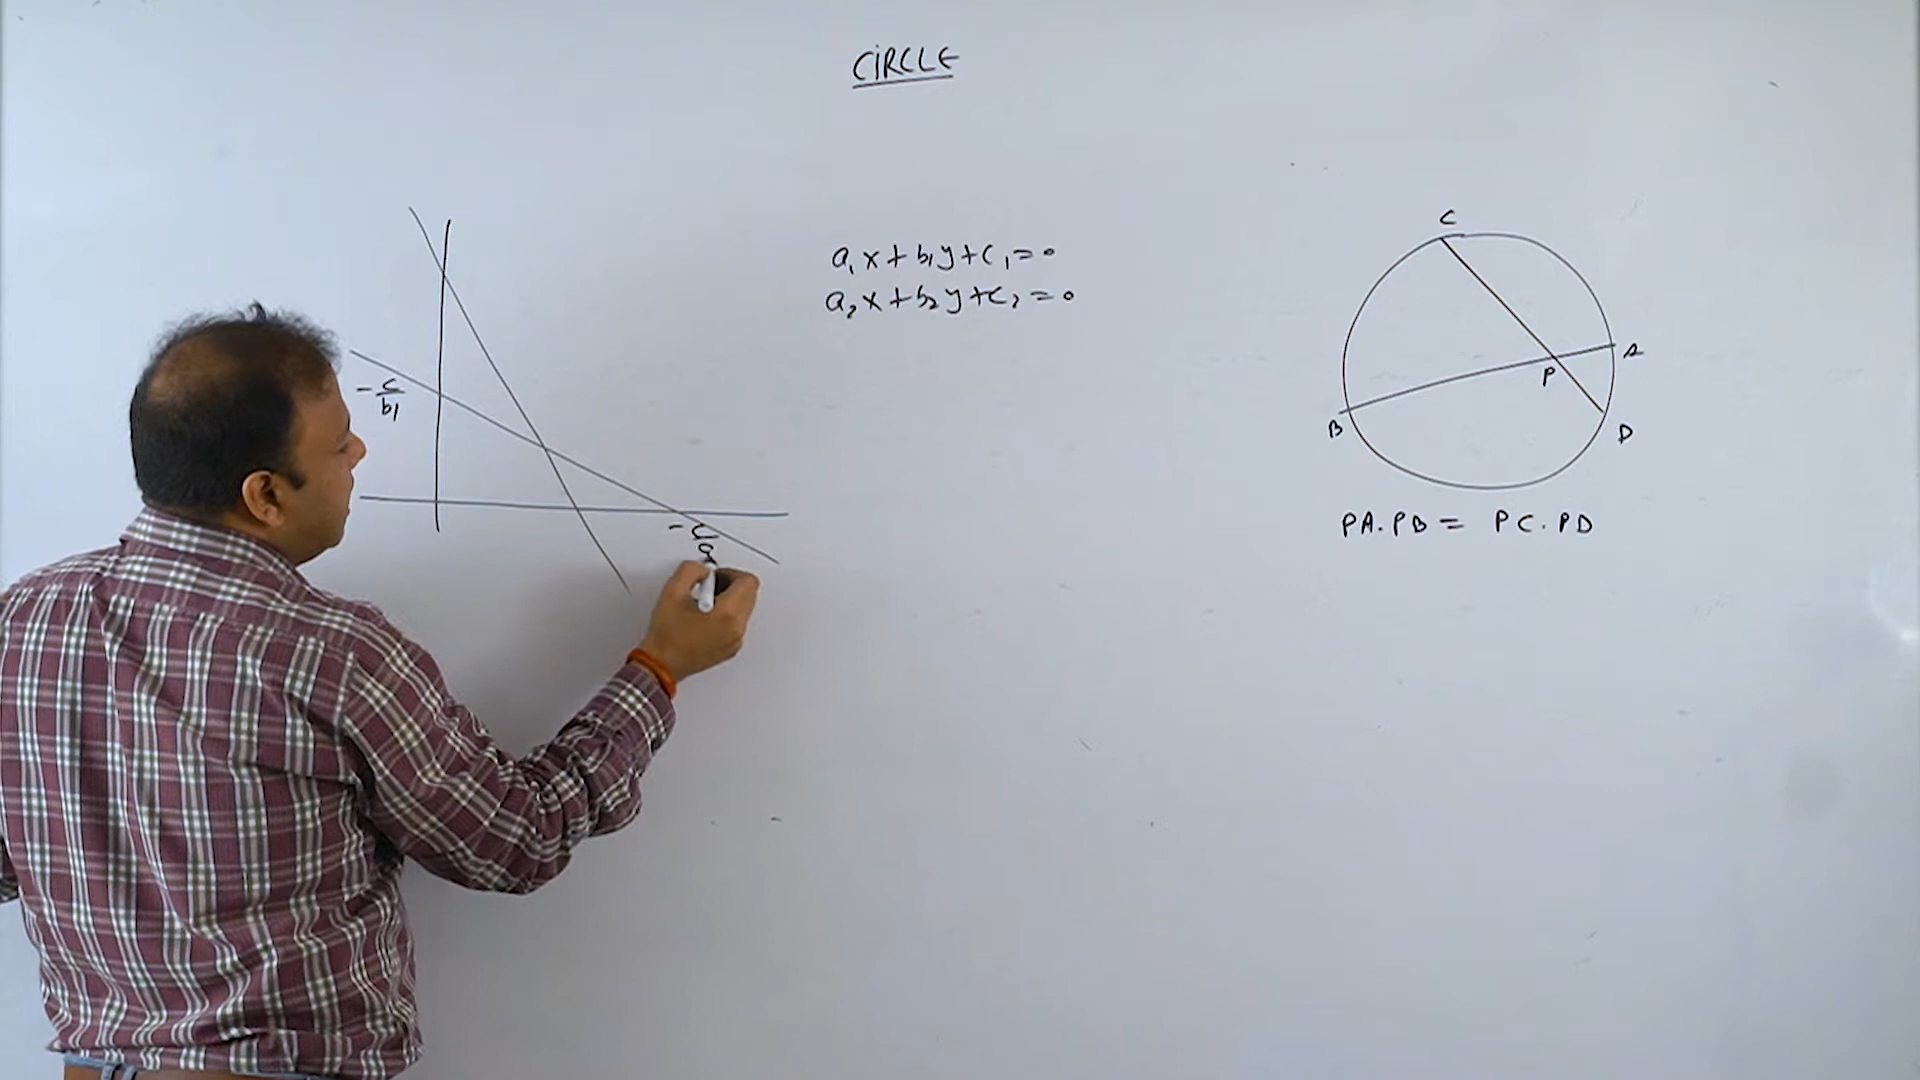 CIRCLE
a₁x+b₁y+c₁=0
a₂x+b₂y+c₂=0
-c/b₁
-c/a
C
A
P
B
D
PA.PB = PC.PD